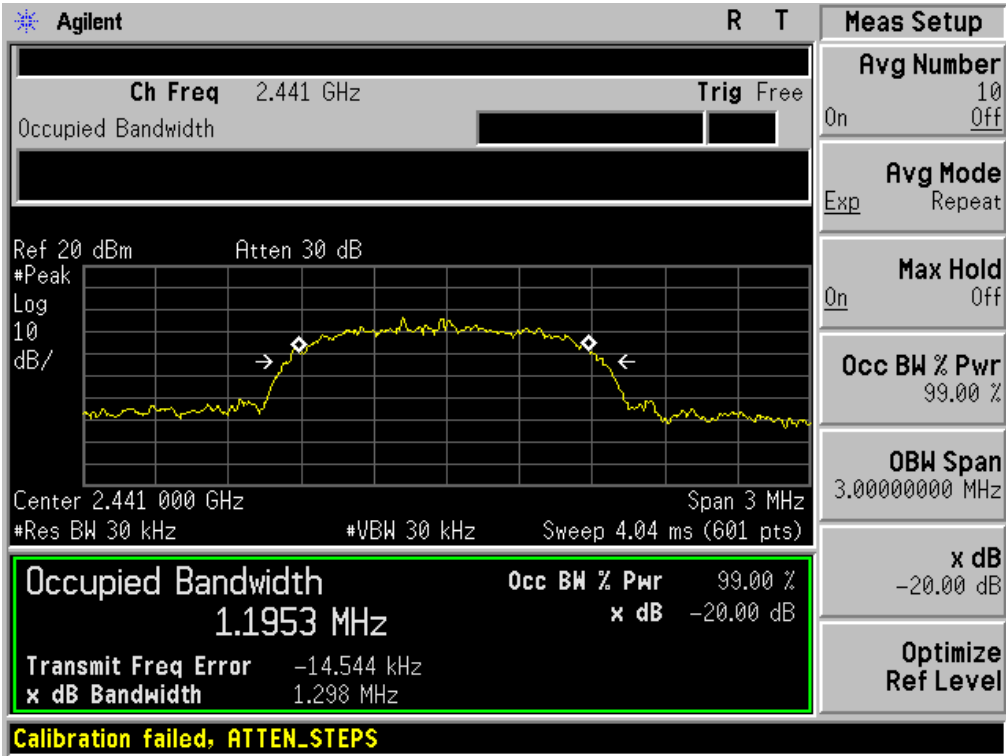 Agilent R T
Ch Freq 2.441 GHz Trig Free
Occupied Bandwidth
Ref 20 dBm Atten 30 dB
#Peak
Log
10
dB/
Center 2.441 000 GHz Span 3 MHz
#Res BW 30 kHz #VBW 30 kHz Sweep 4.04 ms (601 pts)
Occupied Bandwidth
1.1953 MHz
Occ BW % Pwr 99.00 %
x dB -20.00 dB
Transmit Freq Error -14.544 kHz
x dB Bandwidth 1.298 MHz
Calibration failed, ATTEN_STEPS
Meas Setup
Avg Number
10
On Off
Avg Mode
Exp Repeat
Max Hold
On Off
Occ BW % Pwr
99.00 %
OBW Span
3.00000000 MHz
x dB
-20.00 dB
Optimize
Ref Level